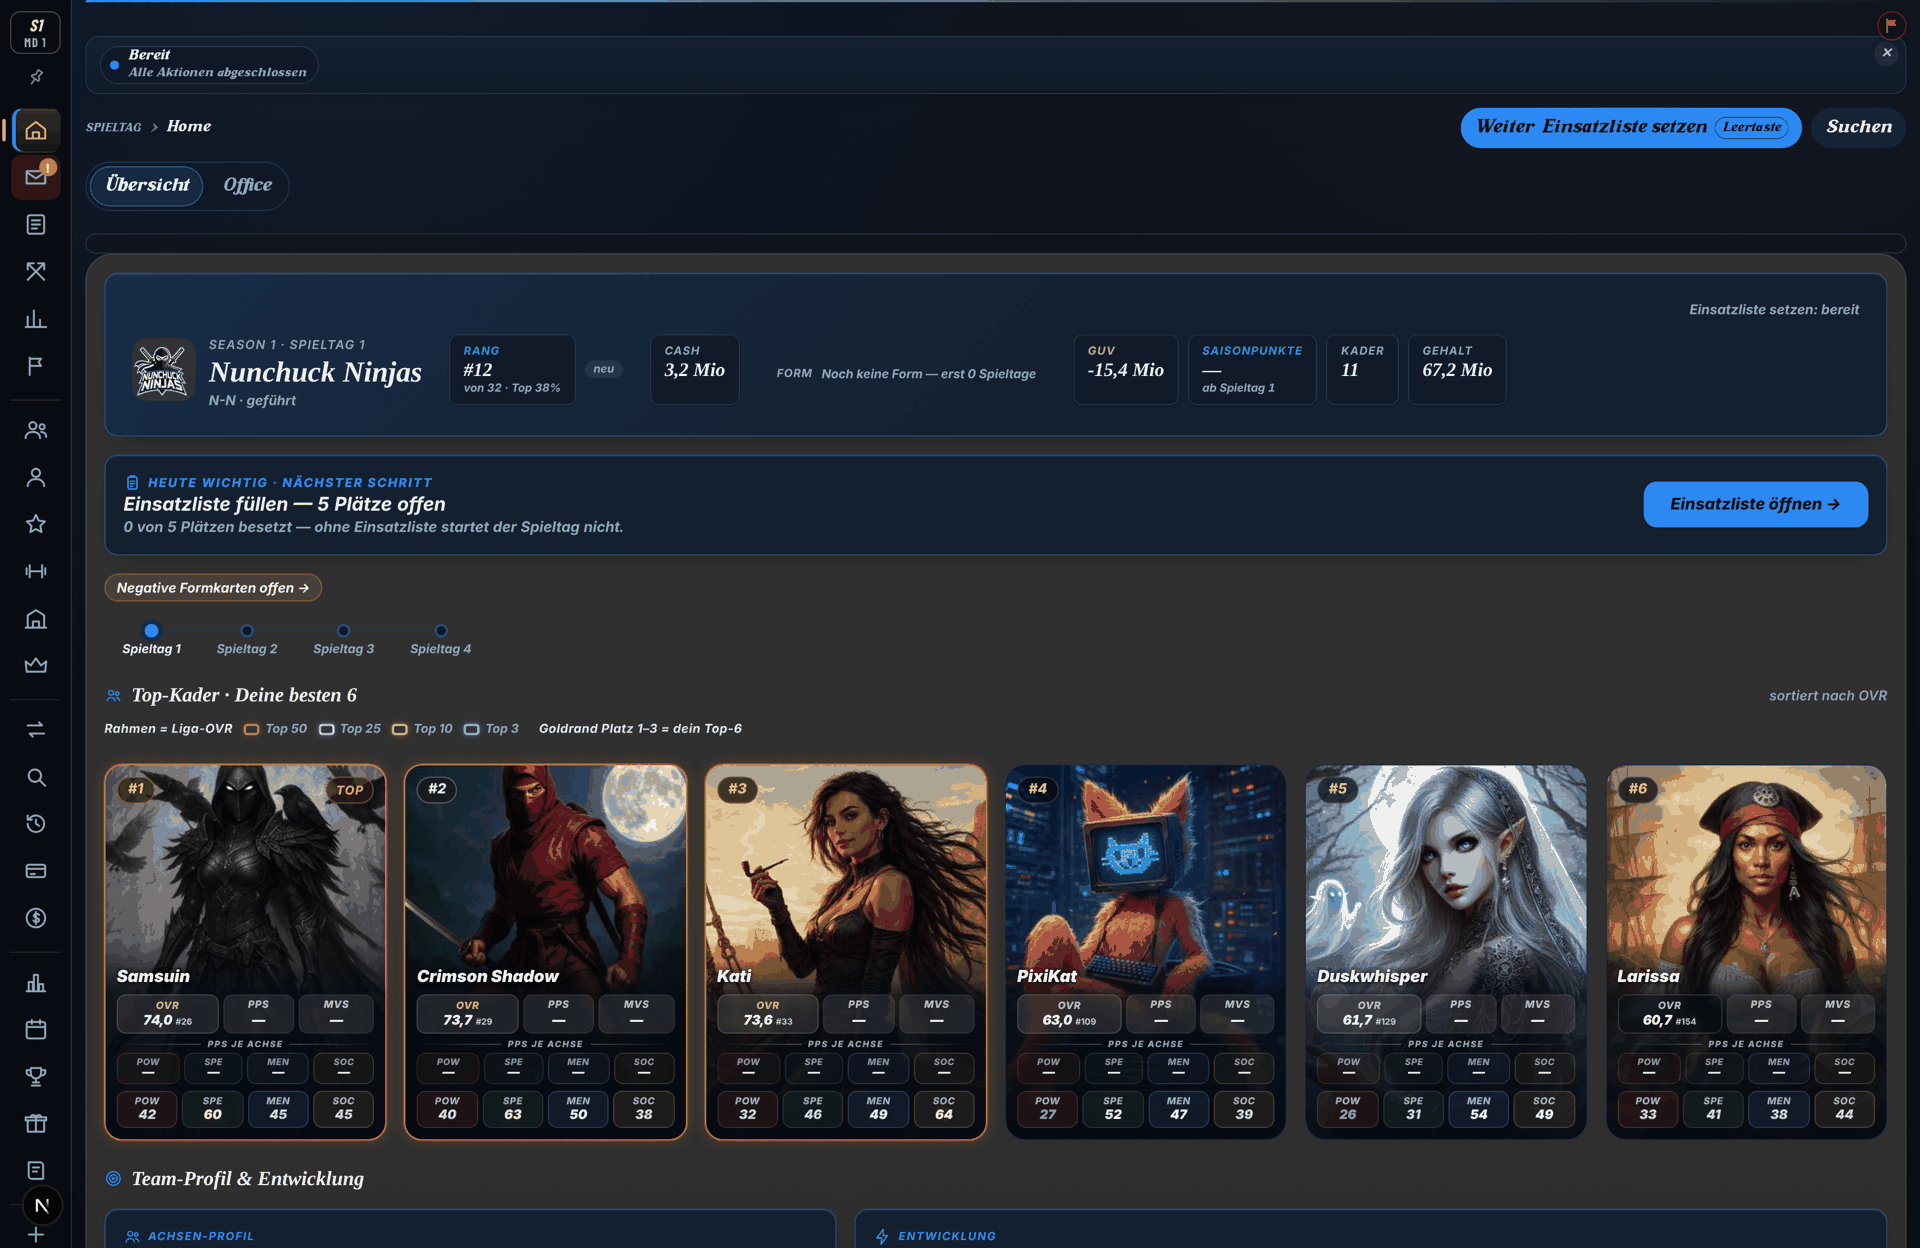 S1
MD 1
Bereit
Alle Aktionen abgeschlossen
SPIELTAG > Home
Weiter Einsatzliste setzen Leertaste
Suchen
Übersicht
Office
Einsatzliste setzen: bereit
NUNCHUCK
NINJAS
SEASON 1 · SPIELTAG 1
Nunchuck Ninjas
N-N · geführt
RANG
#12
von 32 · Top 38%
neu
CASH
3,2 Mio
FORM Noch keine Form — erst 0 Spieltage
GUV
-15,4 Mio
SAISONPUNKTE
—
ab Spieltag 1
KADER
11
GEHALT
67,2 Mio
HEUTE WICHTIG · NÄCHSTER SCHRITT
Einsatzliste füllen — 5 Plätze offen
0 von 5 Plätzen besetzt — ohne Einsatzliste startet der Spieltag nicht.
Einsatzliste öffnen →
Negative Formkarten offen →
Spieltag 1 Spieltag 2 Spieltag 3 Spieltag 4
Top-Kader · Deine besten 6
sortiert nach OVR
Rahmen = Liga-OVR Top 50 Top 25 Top 10 Top 3 Goldrand Platz 1–3 = dein Top-6
#1 TOP
Samsuin
OVR PPS MVS
74,0 #26 — —
PPS JE ACHSE
POW SPE MEN SOC
— — — —
POW SPE MEN SOC
42 60 45 45
#2
Crimson Shadow
OVR PPS MVS
73,7 #29 — —
PPS JE ACHSE
POW SPE MEN SOC
— — — —
POW SPE MEN SOC
40 63 50 38
#3
Kati
OVR PPS MVS
73,6 #33 — —
PPS JE ACHSE
POW SPE MEN SOC
— — — —
POW SPE MEN SOC
32 46 49 64
#4
PixiKat
OVR PPS MVS
63,0 #109 — —
PPS JE ACHSE
POW SPE MEN SOC
— — — —
POW SPE MEN SOC
27 52 47 39
#5
Duskwhisper
OVR PPS MVS
61,7 #129 — —
PPS JE ACHSE
POW SPE MEN SOC
— — — —
POW SPE MEN SOC
26 31 54 49
#6
Larissa
OVR PPS MVS
60,7 #154 — —
PPS JE ACHSE
POW SPE MEN SOC
— — — —
POW SPE MEN SOC
33 41 38 44
Team-Profil & Entwicklung
ACHSEN-PROFIL
ENTWICKLUNG
N